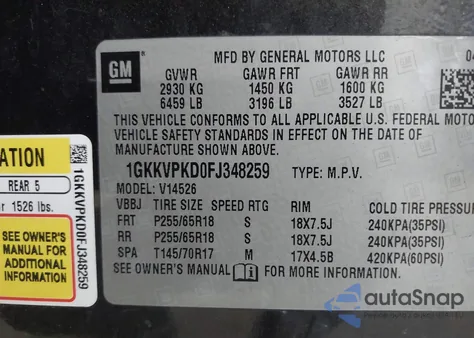 GM
MFD BY GENERAL MOTORS LLC 04
GVWR GAWR FRT GAWR RR
2930 KG 1450 KG 1600 KG
6459 LB 3196 LB 3527 LB
THIS VEHICLE CONFORMS TO ALL APPLICABLE U.S. FEDERAL MOTOR
VEHICLE SAFETY STANDARDS IN EFFECT ON THE DATE OF
MANUFACTURE SHOWN ABOVE.
1GKKVPKD0FJ348259 TYPE: M.P.V.
MODEL: V14526
VBJ TIRE SIZE SPEED RTG RIM COLD TIRE PRESSUR
FRT P255/65R18 S 18X7.5J 240KPA(35PSI)
RR P255/65R18 S 18X7.5J 240KPA(35PSI)
SPA T145/70R17 M 17X4.5B 420KPA(60PSI)
SEE OWNER'S MANUAL FOR MORE INFORMATION.
ATION
REAR 5
r 1526 lbs.
SEE OWNER'S
MANUAL FOR
ADDITIONAL
INFORMATION
1GKKVPKD0FJ348259
autoSnap